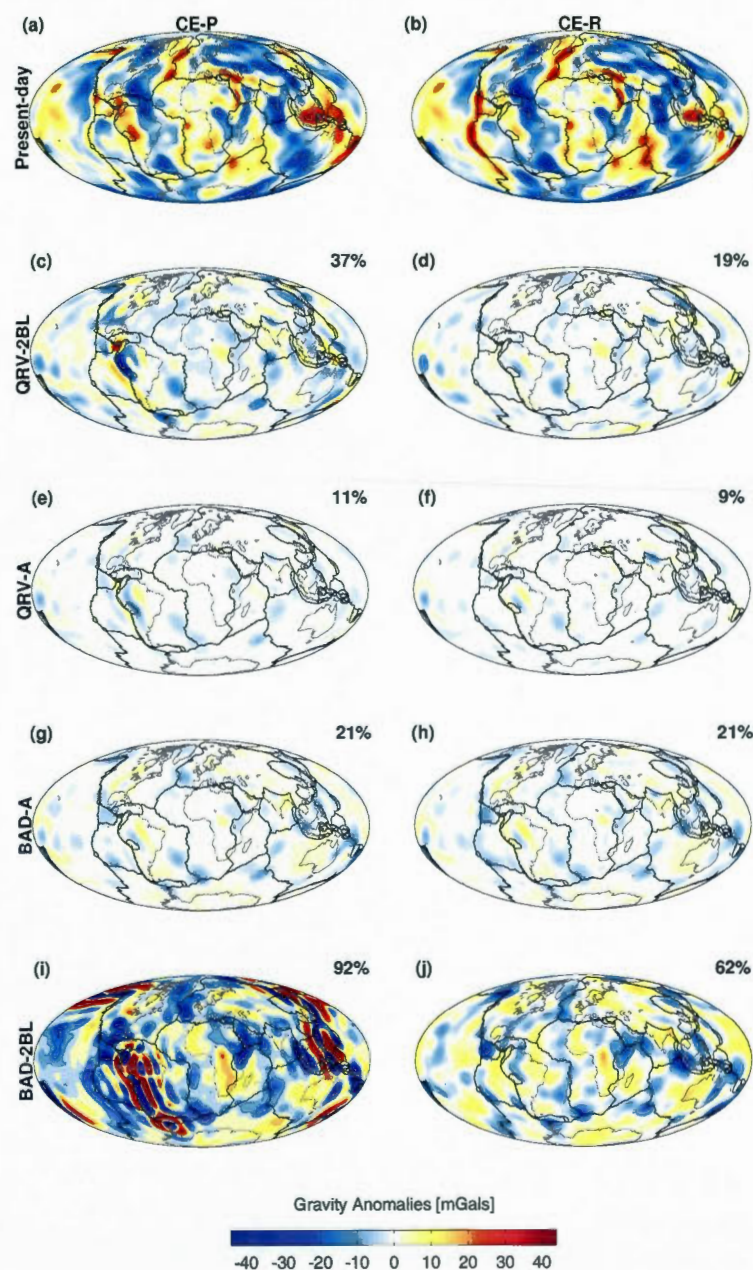 (a) CE-P (b) CE-R
Present-day
(c) 37% (d) 19%
QRV-2BL
(e) 11% (f) 9%
QRV-A
(g) 21% (h) 21%
BAD-A
(i) 92% (j) 62%
BAD-2BL
Gravity Anomalies [mGals]
-40 -30 -20 -10 0 10 20 30 40